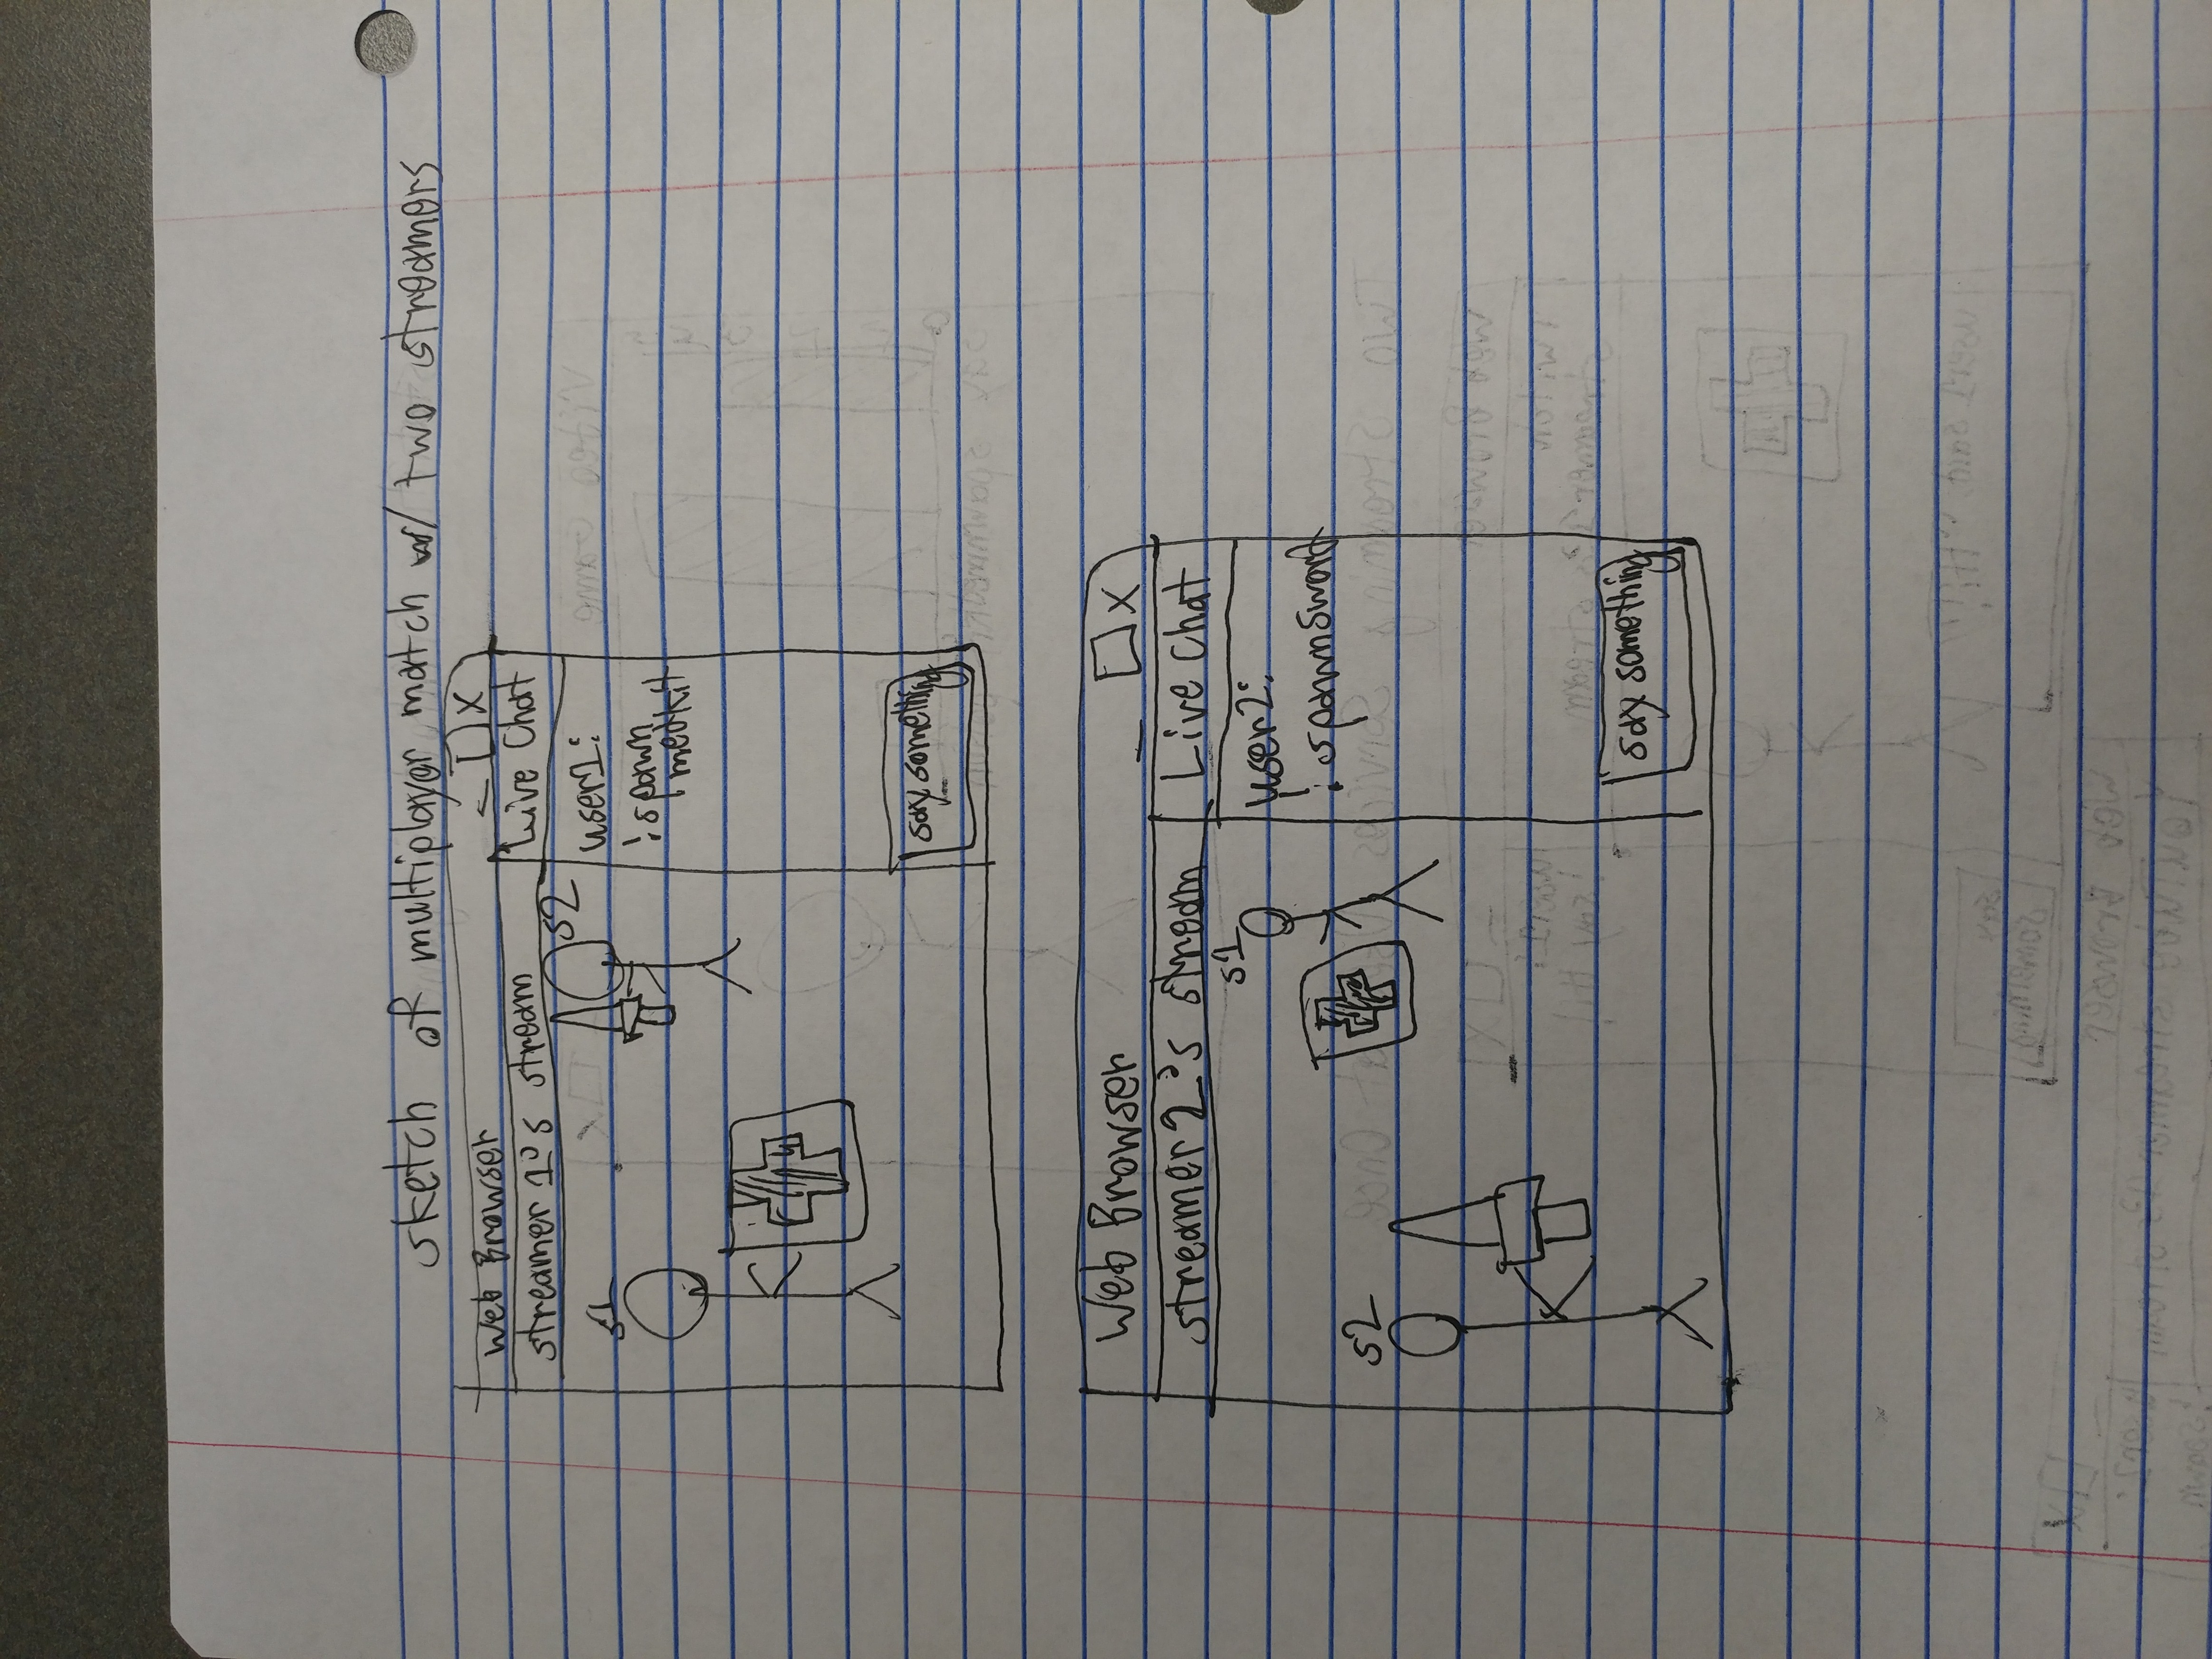 sketch of multiplayer match w/ two streamers
Web Browser - □ X
streamer 1's stream
Live Chat
S1
S2
user1:
!spawn
medkit
say something
Web Browser - □ X
streamer 2's stream
Live Chat
S1
S2
user2:
!spawnsword
say something